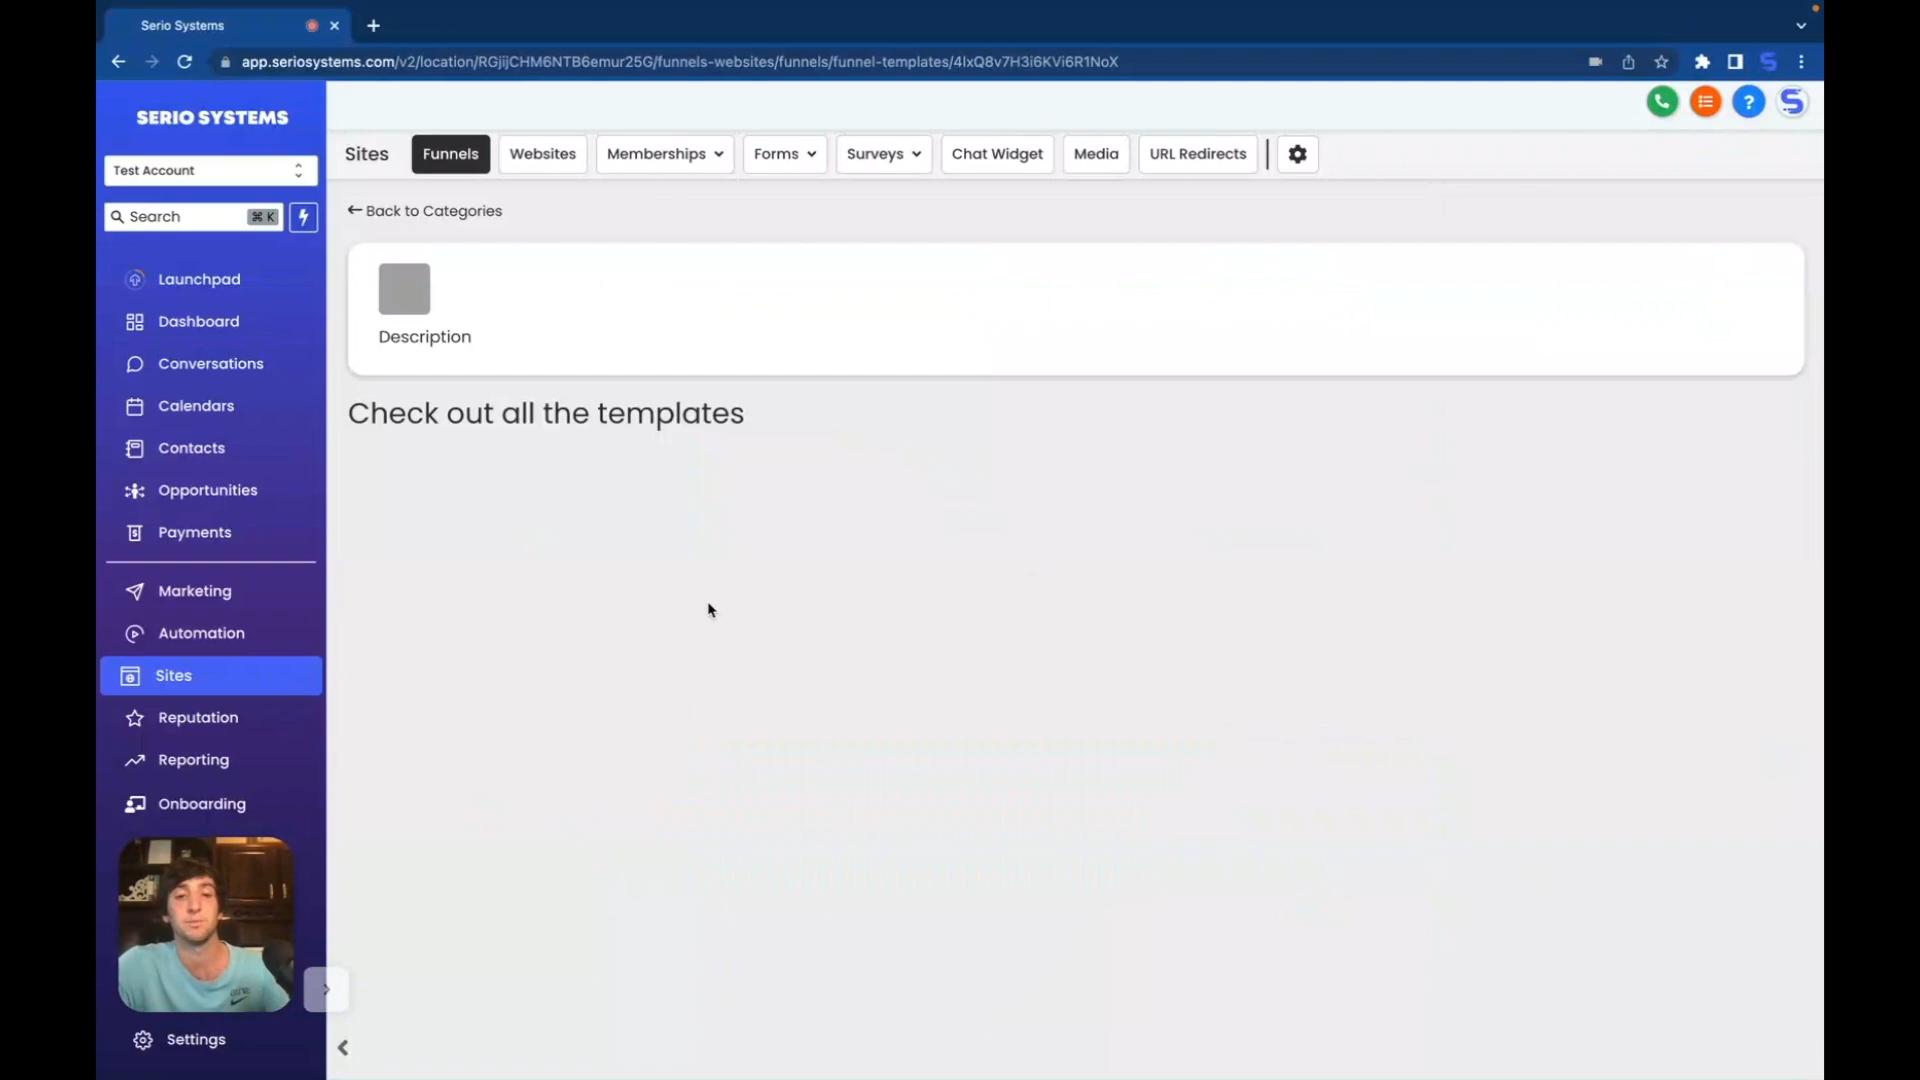 Serio Systems
app.seriosystems.com/v2/location/RGjijCHM6NTB6emur25G/funnels-websites/funnels/funnel-templates/4lxQ8v7H3i6KVi6R1NoX
SERIO SYSTEMS
Test Account
Search ⌘ K
Launchpad
Dashboard
Conversations
Calendars
Contacts
Opportunities
Payments
Marketing
Automation
Sites
Reputation
Reporting
Onboarding
Settings
Sites Funnels Websites Memberships Forms Surveys Chat Widget Media URL Redirects
← Back to Categories
Description
Check out all the templates